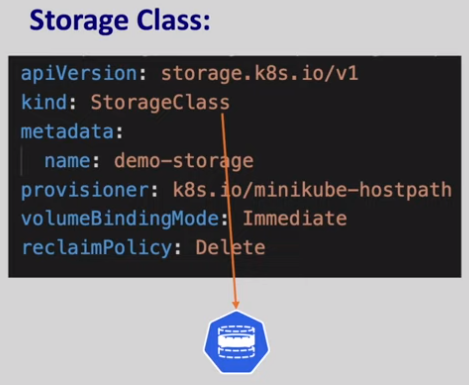 Storage Class:
apiVersion: storage.k8s.io/v1
kind: StorageClass
metadata:
  name: demo-storage
provisioner: k8s.io/minikube-hostpath
volumeBindingMode: Immediate
reclaimPolicy: Delete